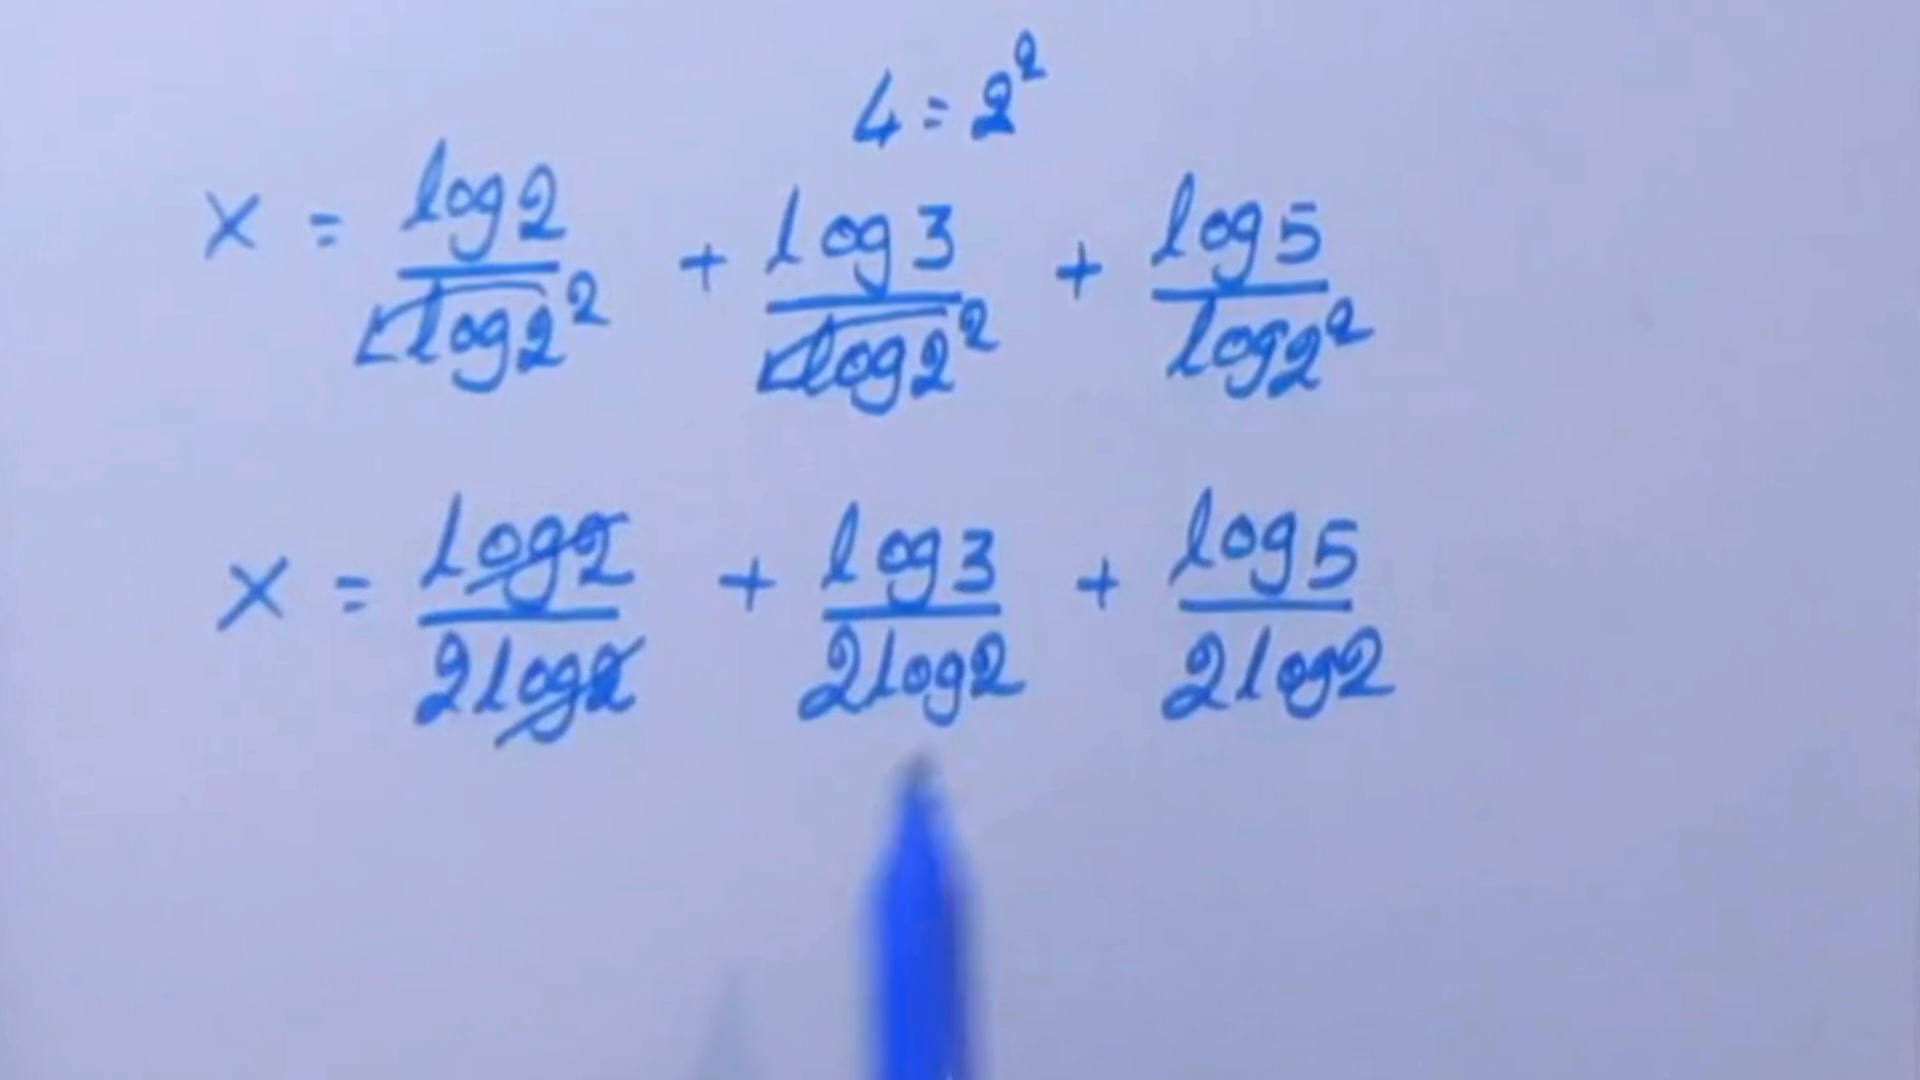 4 = 2²
x = log2/log2² + log3/log2² + log5/log2²
x = log2/2log2 + log3/2log2 + log5/2log2